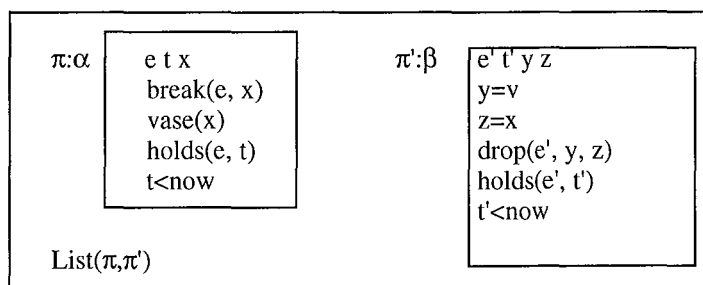 π:α
e t x
break(e, x)
vase(x)
holds(e, t)
t<now
π':β
e' t' y z
y=v
z=x
drop(e', y, z)
holds(e', t')
t'<now
List(π,π')